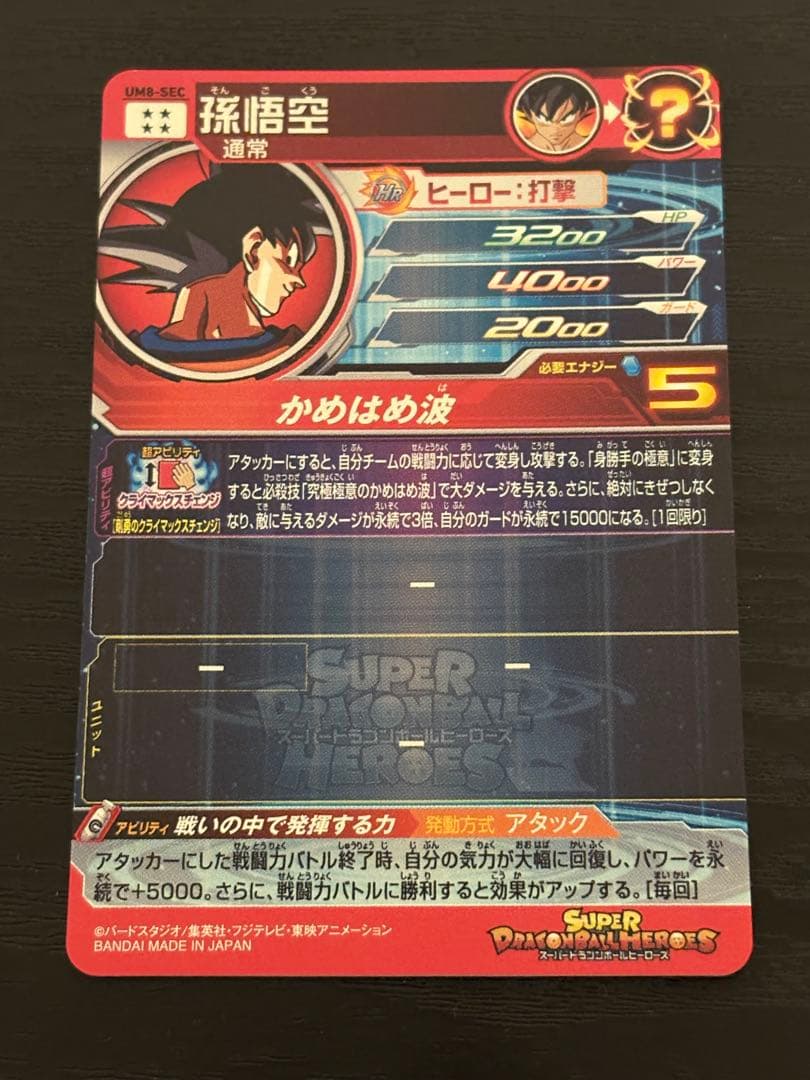 UM8-SEC
孫悟空
そん ご くう
通常
?
HR
ヒーロー：打撃
HP
3200
パワー
4000
ガード
2000
必要エナジー
5
かめはめ波
は
超アビリティ
超アビリティ
クライマックスチェンジ
アタッカーにすると、自分チームの戦闘力に応じて変身し攻撃する。「身勝手の極意」に変身
すると必殺技「究極極意のかめはめ波」で大ダメージを与える。さらに、絶対にきぜつしなく
なり、敵に与えるダメージが永続で3倍、自分のガードが永続で15000になる。[1回限り]
[剛勇のクライマックスチェンジ]
ー
ユニット
ー
ー
ー
SUPER
DRAGONBALL
スーパードラゴンボールヒーローズ
HEROES
アビリティ 戦いの中で発揮する力 発動方式 アタック
アタッカーにした戦闘力バトル終了時、自分の気力が大幅に回復し、パワーを永
続で+5000。さらに、戦闘力バトルに勝利すると効果がアップする。[毎回]
©バードスタジオ/集英社・フジテレビ・東映アニメーション
BANDAI MADE IN JAPAN
SUPER
DRAGONBALL HEROES
スーパードラゴンボールヒーローズ